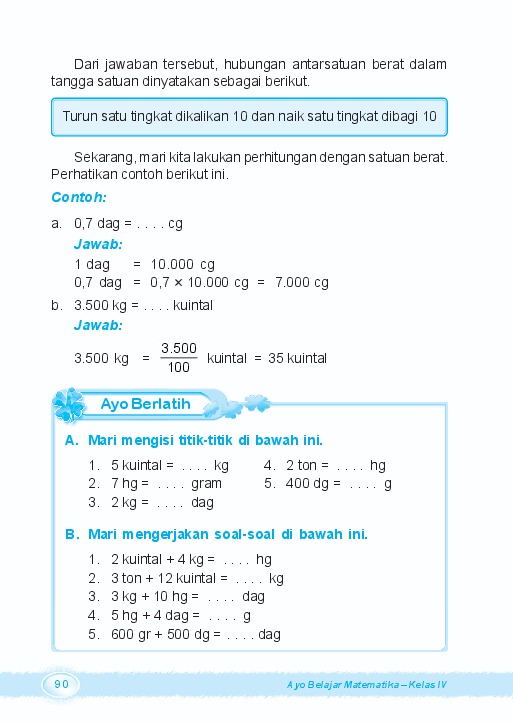 Dari jawaban tersebut, hubungan antarsatuan berat dalam
tangga satuan dinyatakan sebagai berikut.
Turun satu tingkat dikalikan 10 dan naik satu tingkat dibagi 10
Sekarang, mari kita lakukan perhitungan dengan satuan berat.
Perhatikan contoh berikut ini.
Contoh:
a. 0,7 dag = . . . . cg
Jawab:
1 dag = 10.000 cg
0,7 dag = 0,7 × 10.000 cg = 7.000 cg
b. 3.500 kg = . . . . kuintal
Jawab:
3.500 kg = 3.500/100 kuintal = 35 kuintal
Ayo Berlatih
A. Mari mengisi titik-titik di bawah ini.
1. 5 kuintal = . . . . kg
2. 7 hg = . . . . gram
3. 2 kg = . . . . dag
4. 2 ton = . . . . hg
5. 400 dg = . . . . g
B. Mari mengerjakan soal-soal di bawah ini.
1. 2 kuintal + 4 kg = . . . . hg
2. 3 ton + 12 kuintal = . . . . kg
3. 3 kg + 10 hg = . . . . dag
4. 5 hg + 4 dag = . . . . g
5. 600 gr + 500 dg = . . . . dag
90
Ayo Belajar Matematika – Kelas IV